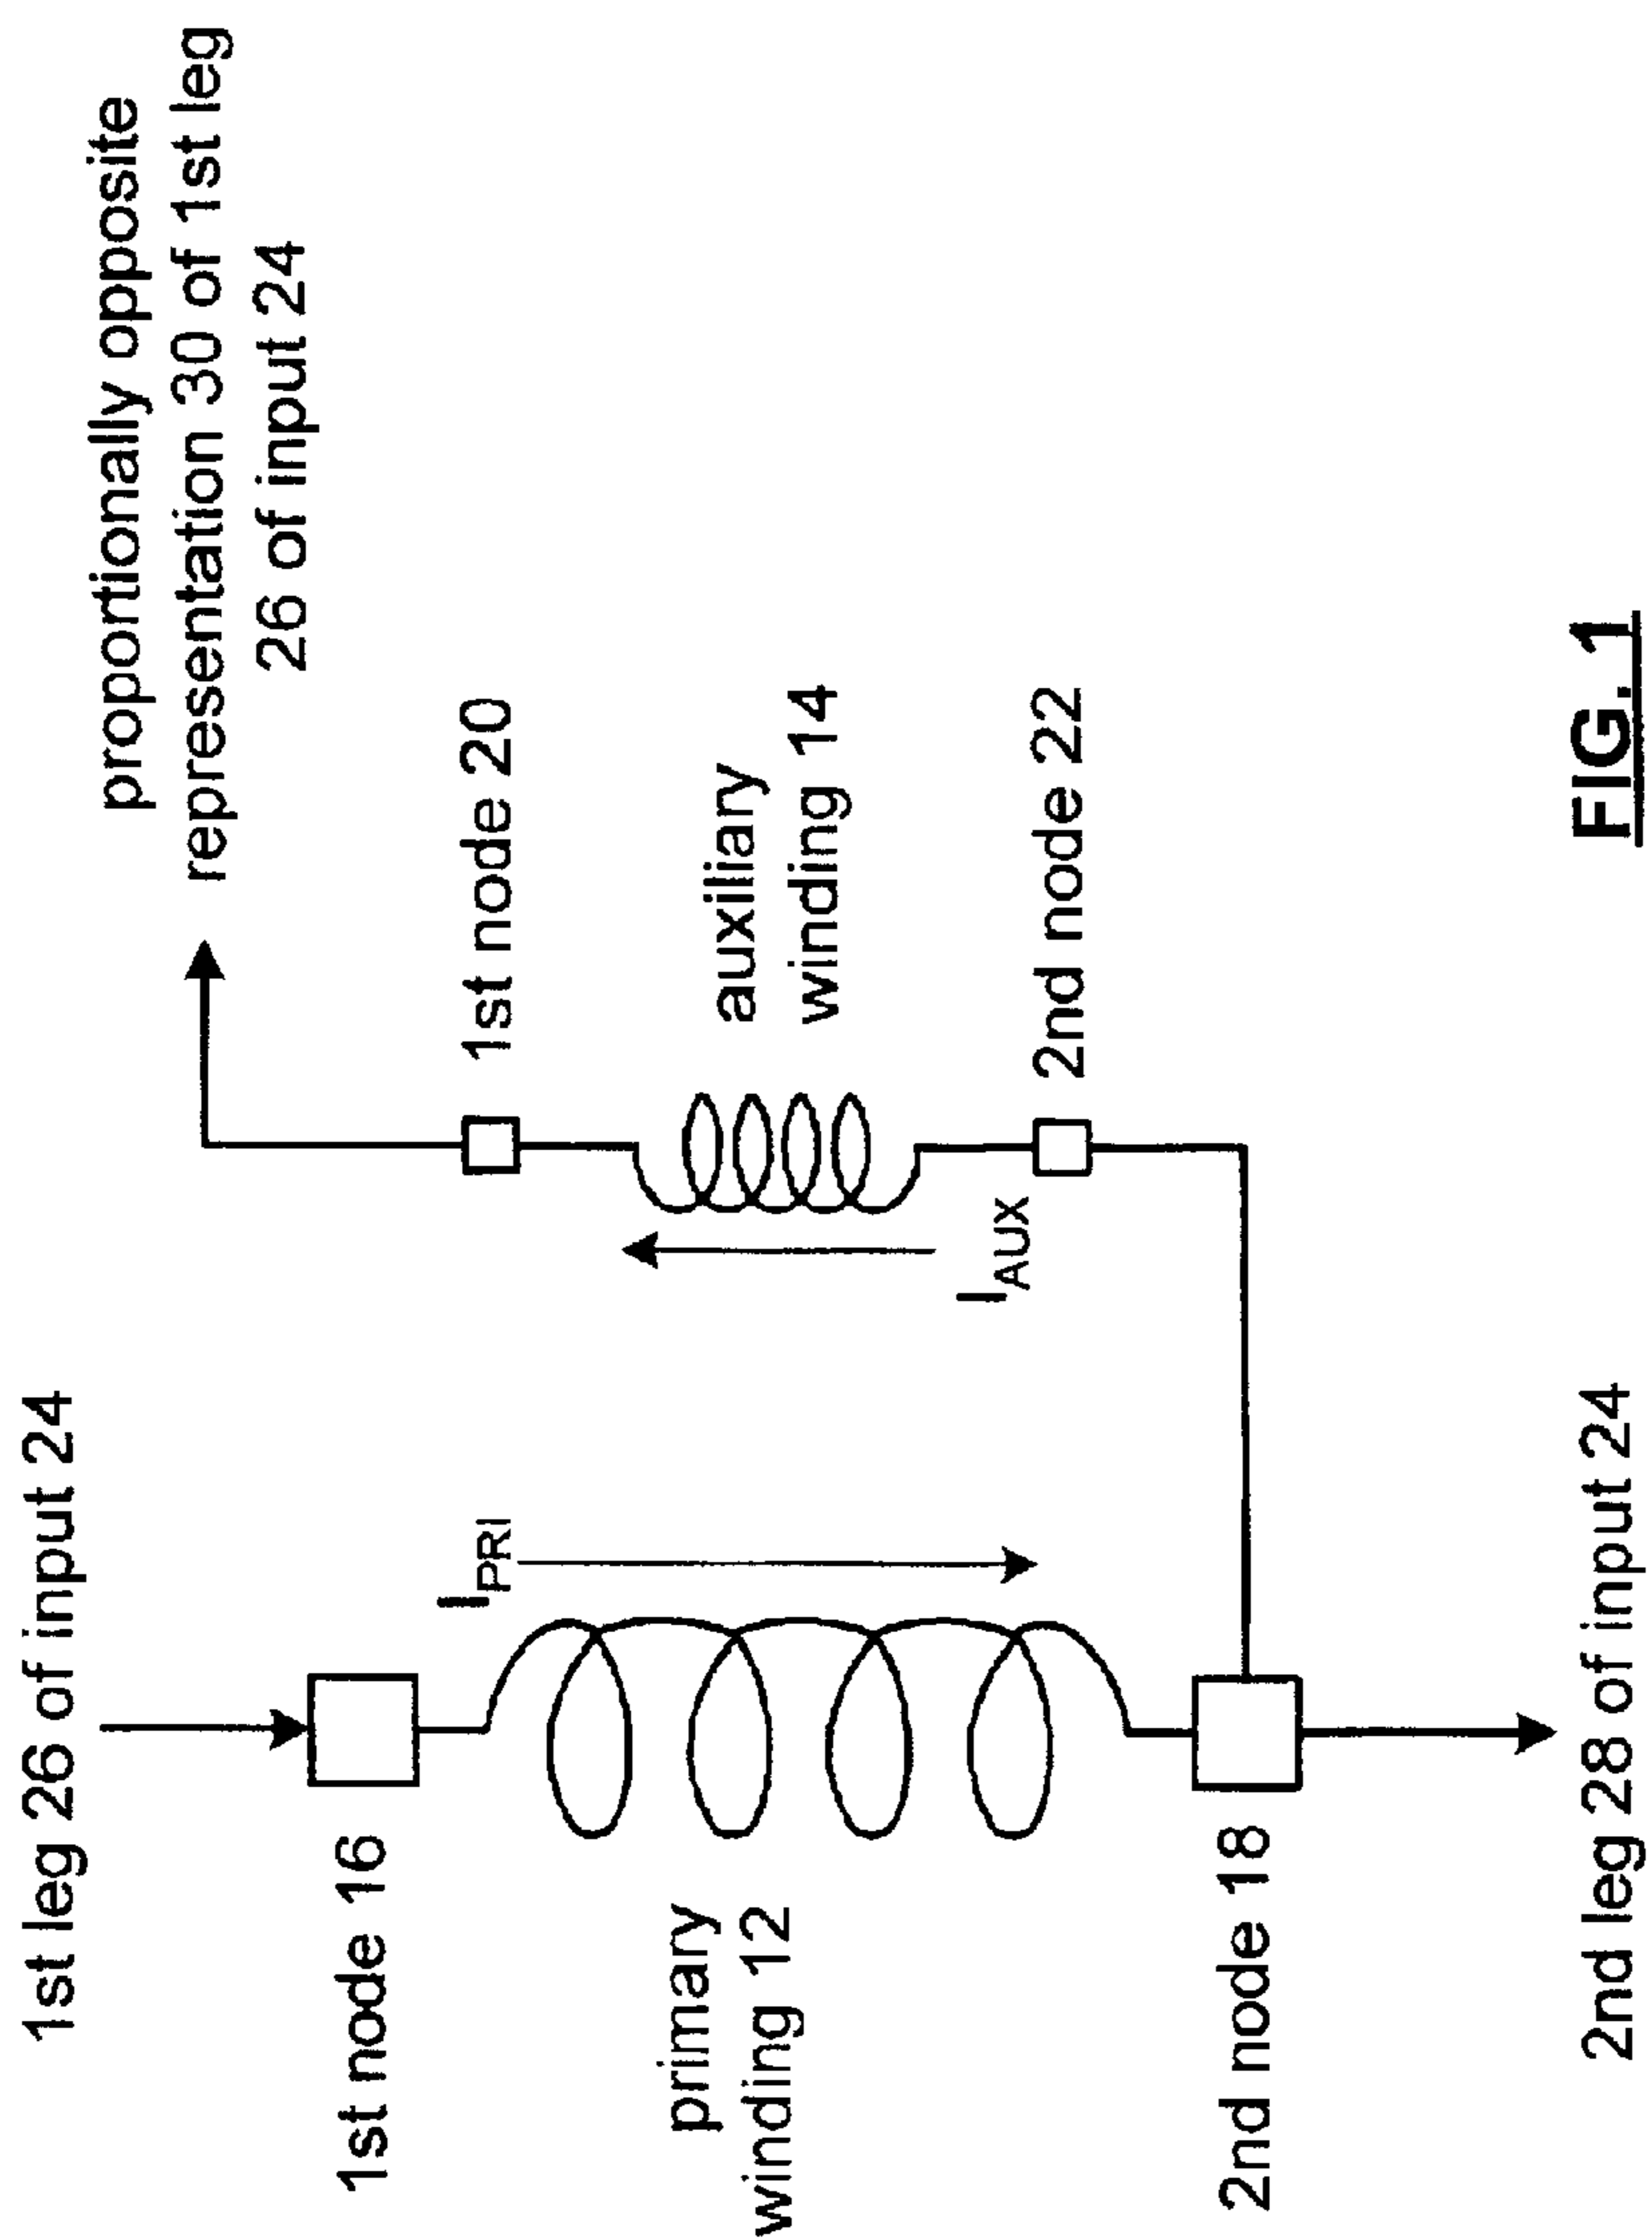 1st leg 26 of input 24
proportionally opposite
representation 30 of 1st leg
26 of input 24
1st node 16
I_PRI
1st node 20
primary
winding 12
auxiliary
winding 14
I_AUX
2nd node 22
2nd node 18
2nd leg 28 of input 24
FIG. 1